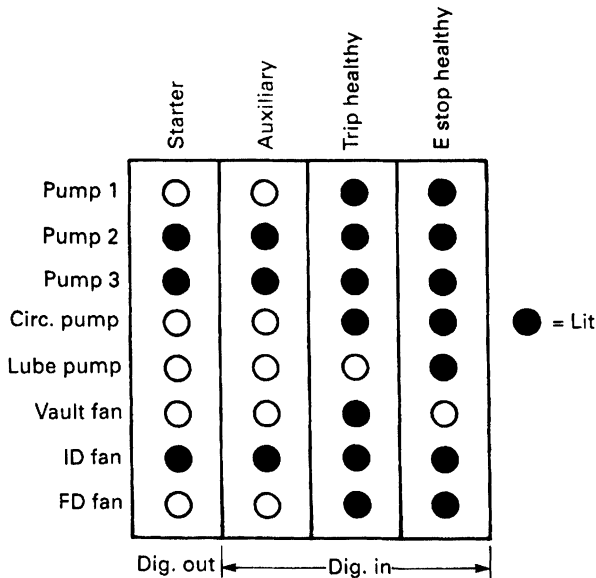 Starter
Auxiliary
Trip healthy
E stop healthy
Pump 1
Pump 2
Pump 3
Circ. pump
Lube pump
Vault fan
ID fan
FD fan
= Lit
Dig. out
Dig. in